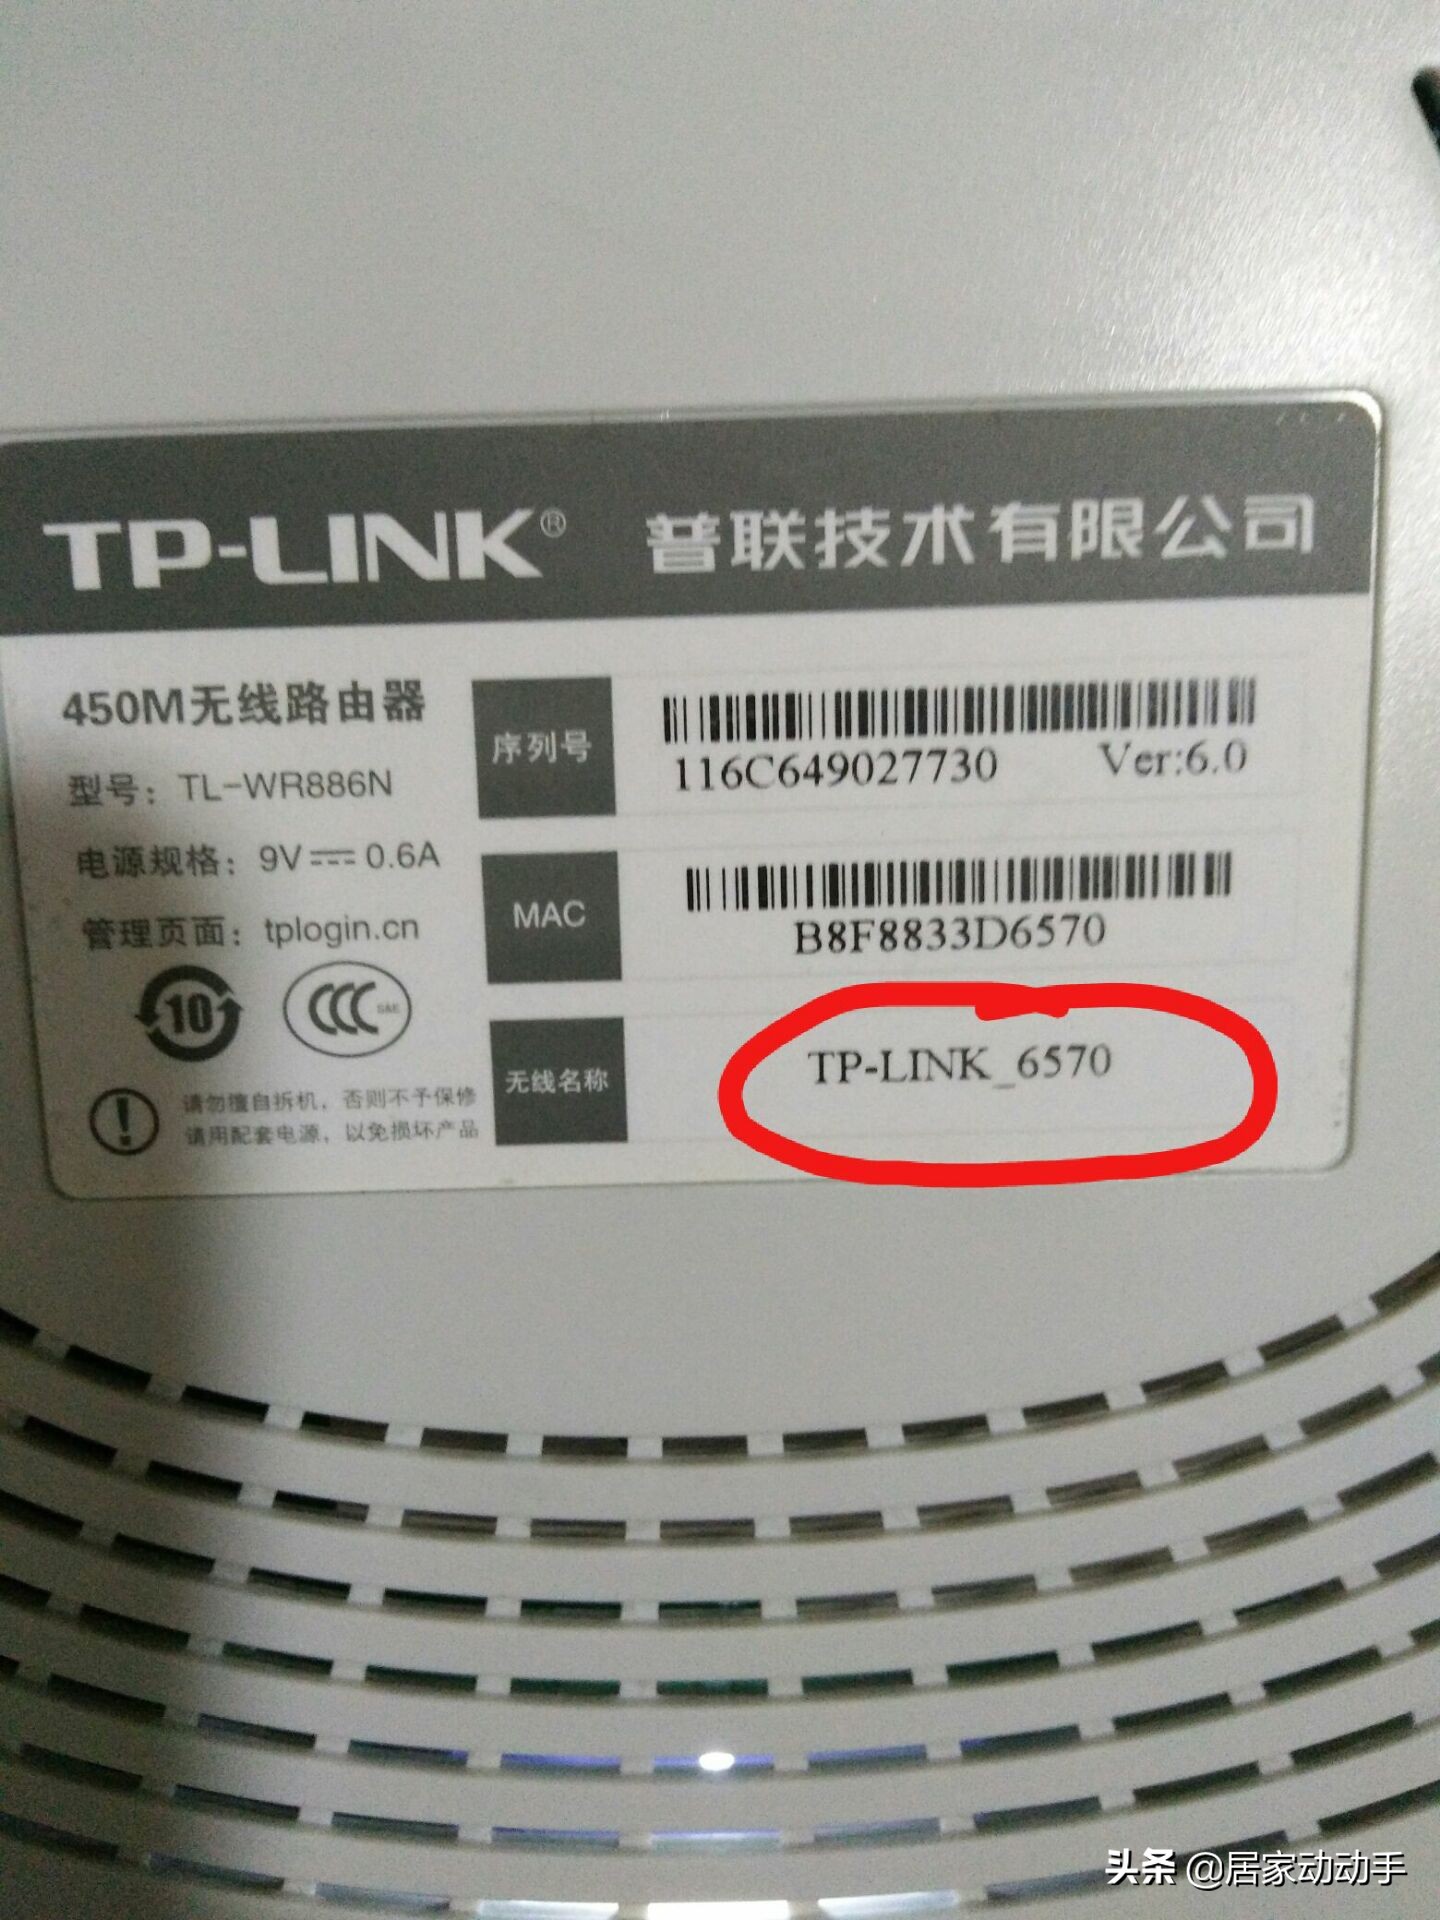 TP-LINK® 普联技术有限公司
450M无线路由器
型号：TL-WR886N
电源规格：9V⎓0.6A
管理页面：tplogin.cn
10
CCC S&E
请勿擅自拆机，否则不予保修
请用配套电源，以免损坏产品
序列号
116C649027730 Ver:6.0
MAC
B8F8833D6570
无线名称
TP-LINK_6570
头条 @居家动动手